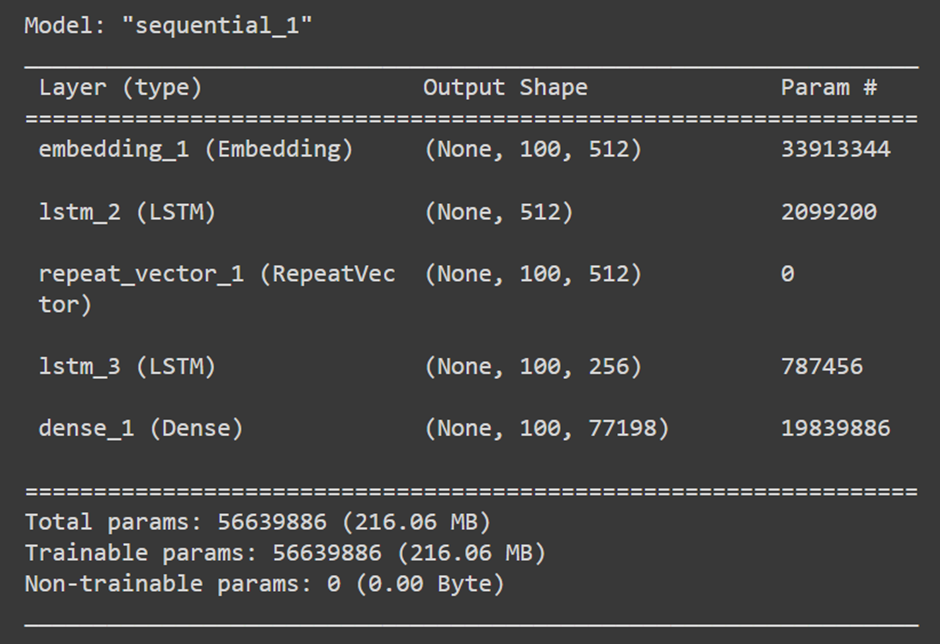 Model: "sequential_1"
Layer (type) Output Shape Param #
=================================================================
embedding_1 (Embedding) (None, 100, 512) 33913344
lstm_2 (LSTM) (None, 512) 2099200
repeat_vector_1 (RepeatVec (None, 100, 512) 0
tor)
lstm_3 (LSTM) (None, 100, 256) 787456
dense_1 (Dense) (None, 100, 77198) 19839886
=================================================================
Total params: 56639886 (216.06 MB)
Trainable params: 56639886 (216.06 MB)
Non-trainable params: 0 (0.00 Byte)